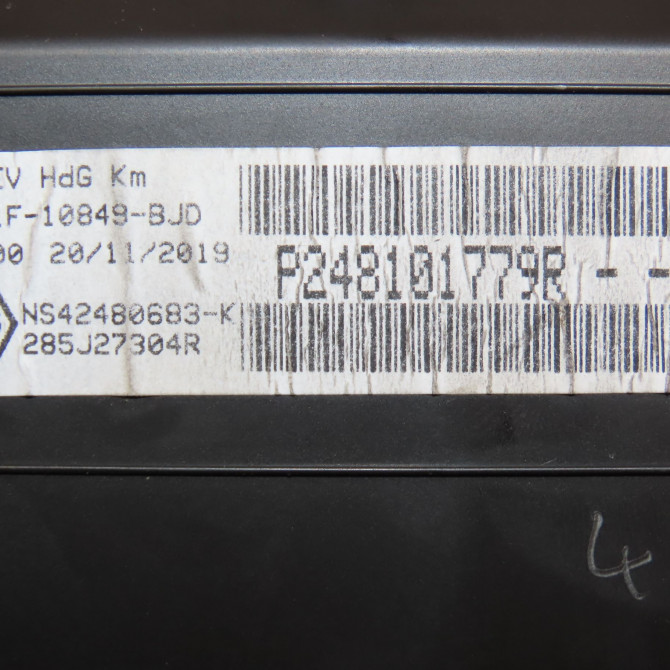 HdG Km
F-10849-BJD
20/11/2019
P248101779R - -
NS42480683-K
285J27304R
4